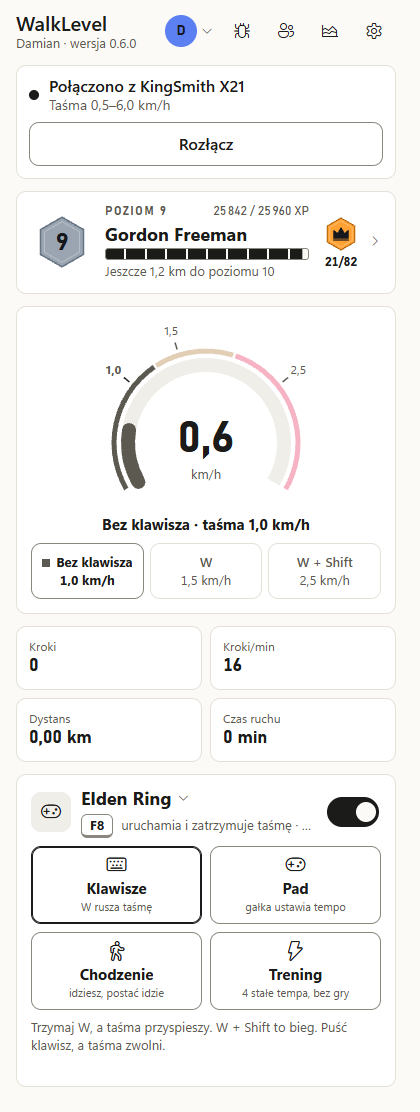 WalkLevel
Damian · wersja 0.6.0
D
Połączono z KingSmith X21
Taśma 0,5–6,0 km/h
Rozłącz
POZIOM 9
25 842 / 25 960 XP
9
Gordon Freeman
Jeszcze 1,2 km do poziomu 10
21/82
1,5
1,0
2,5
0,6
km/h
Bez klawisza · taśma 1,0 km/h
Bez klawisza
1,0 km/h
W
1,5 km/h
W + Shift
2,5 km/h
Kroki
0
Kroki/min
16
Dystans
0,00 km
Czas ruchu
0 min
Elden Ring
F8 uruchamia i zatrzymuje taśmę · ...
Klawisze
W rusza taśmę
Pad
gałka ustawia tempo
Chodzenie
idziesz, postać idzie
Trening
4 stałe tempa, bez gry
Trzymaj W, a taśma przyspieszy. W + Shift to bieg. Puść
klawisz, a taśma zwolni.